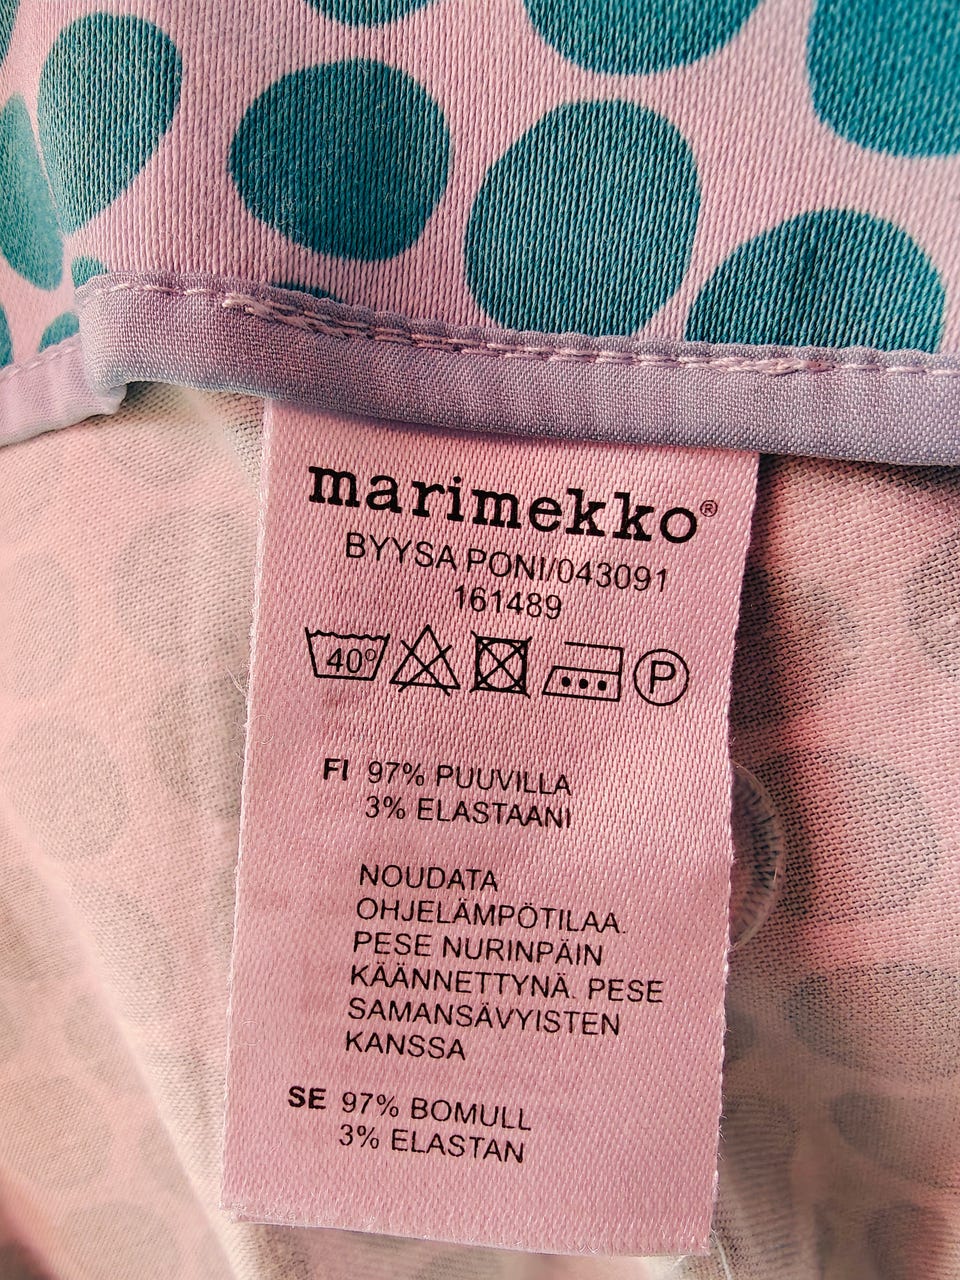 marimekko®
BYYSA PONI/043091
161489
40° P
FI 97% PUUVILLA
3% ELASTAANI
NOUDATA
OHJELÄMPÖTILAA.
PESE NURINPÄIN
KÄÄNNETTYNÄ. PESE
SAMANSÄVYISTEN
KANSSA
SE 97% BOMULL
3% ELASTAN